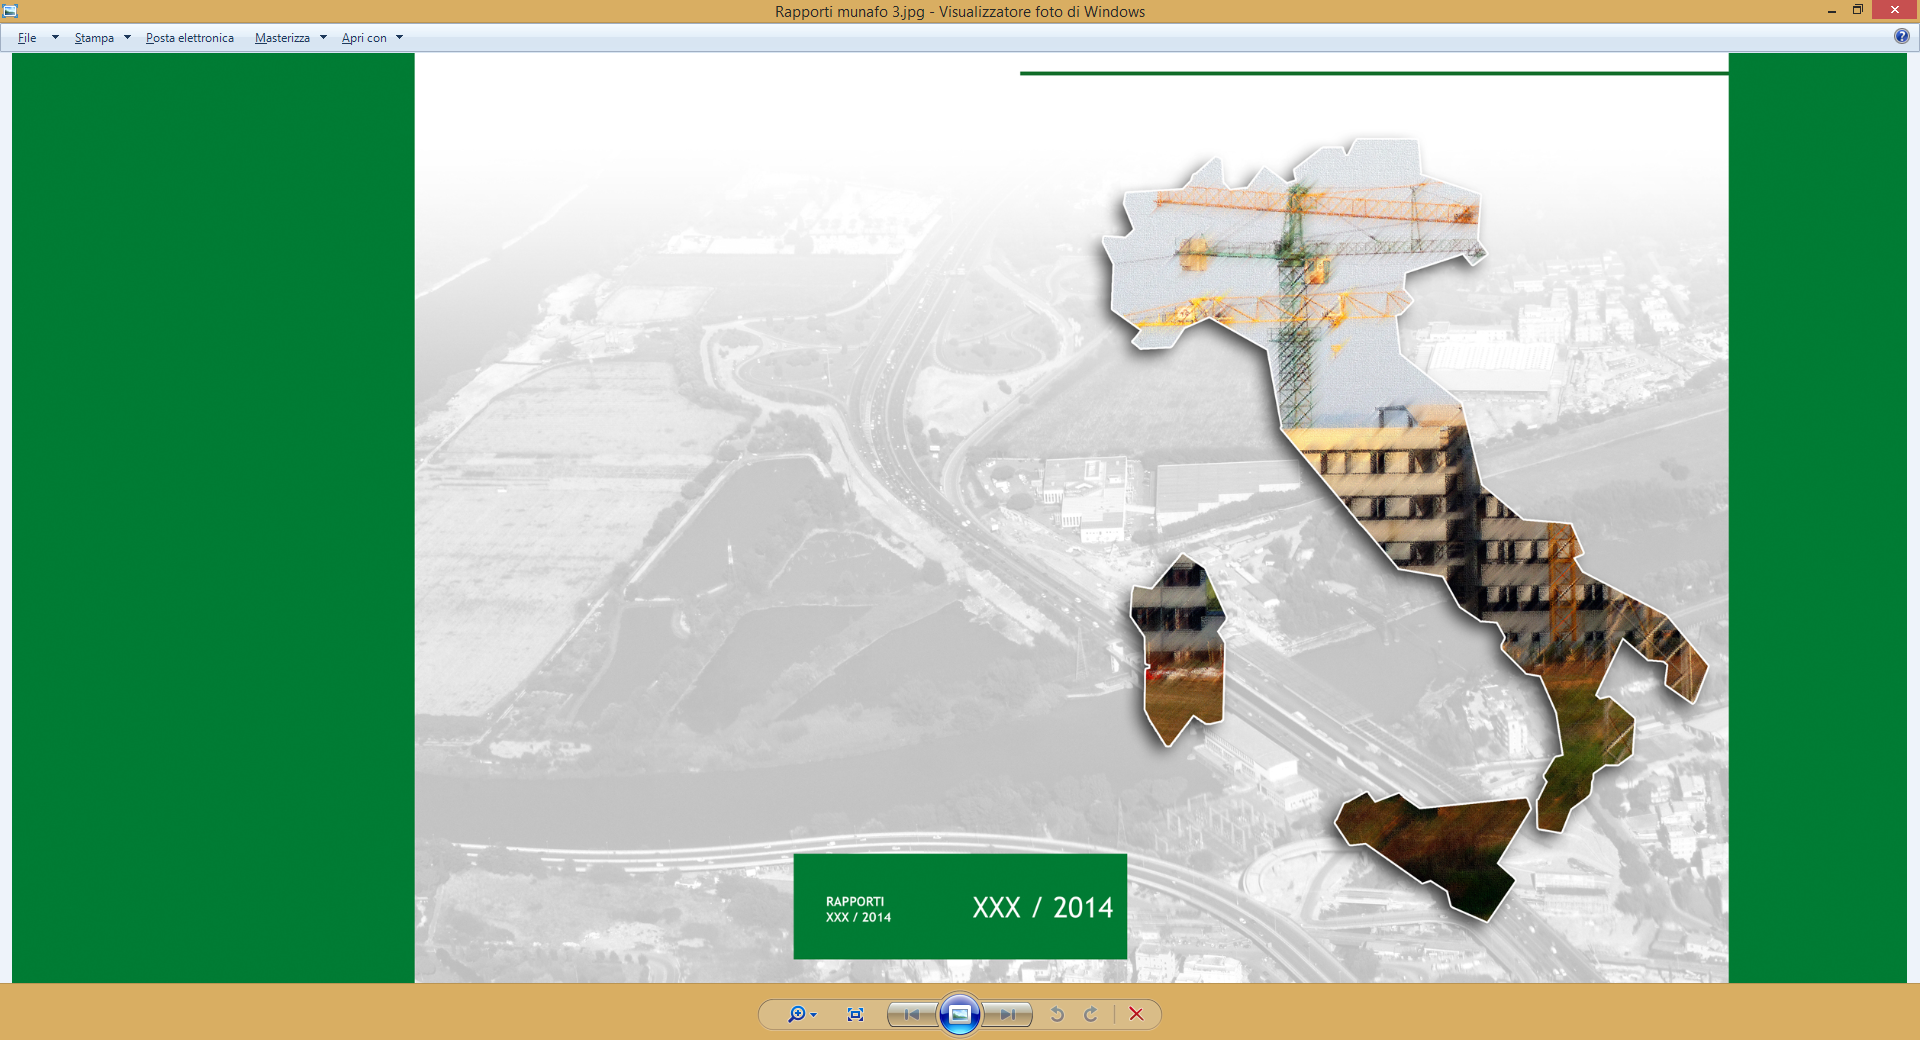 Rapporti munafo 3.jpg - Visualizzatore foto di Windows
File Stampa Posta elettronica Masterizza Apri con
RAPPORTI
XXX / 2014
XXX / 2014